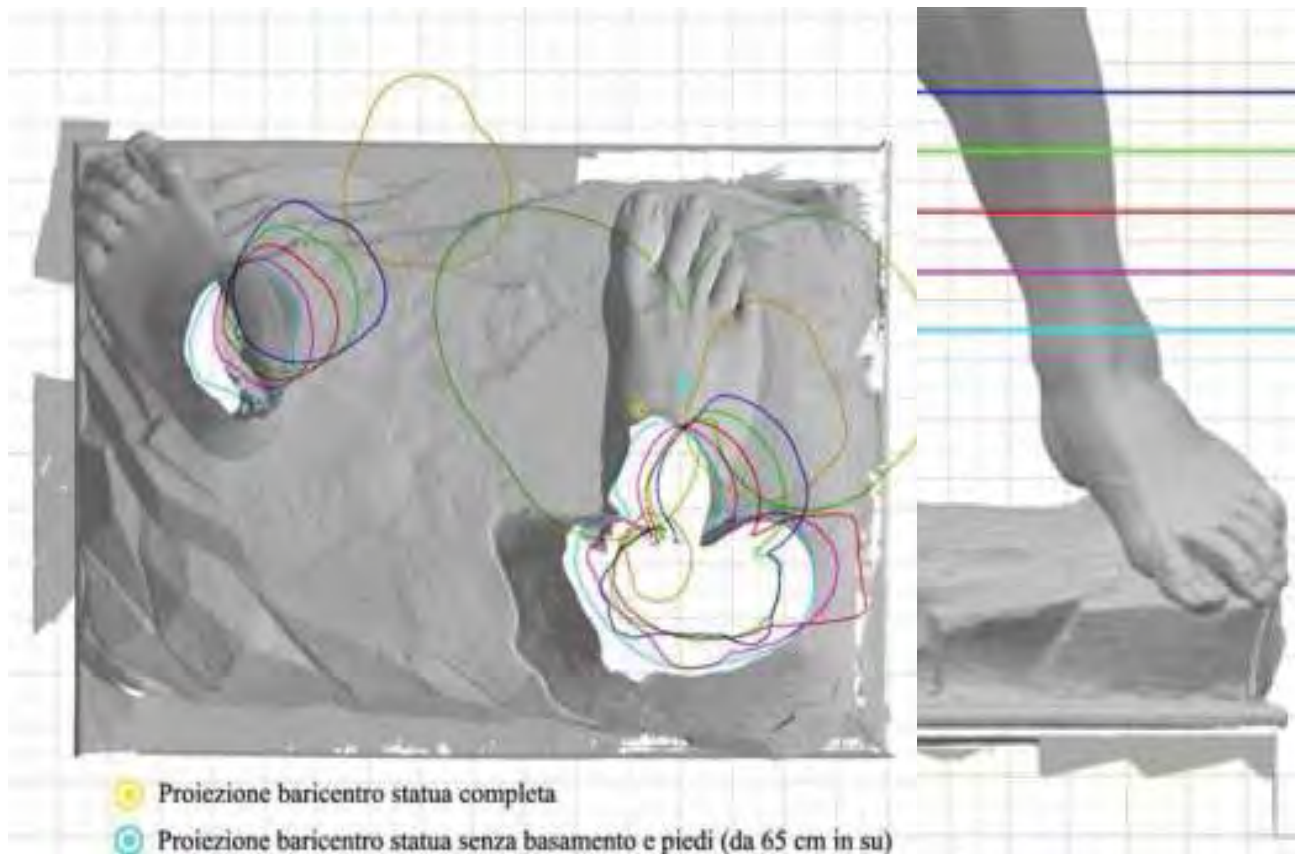 Proiezione baricentro statua completa
Proiezione baricentro statua senza basamento e piedi (da 65 cm in su)